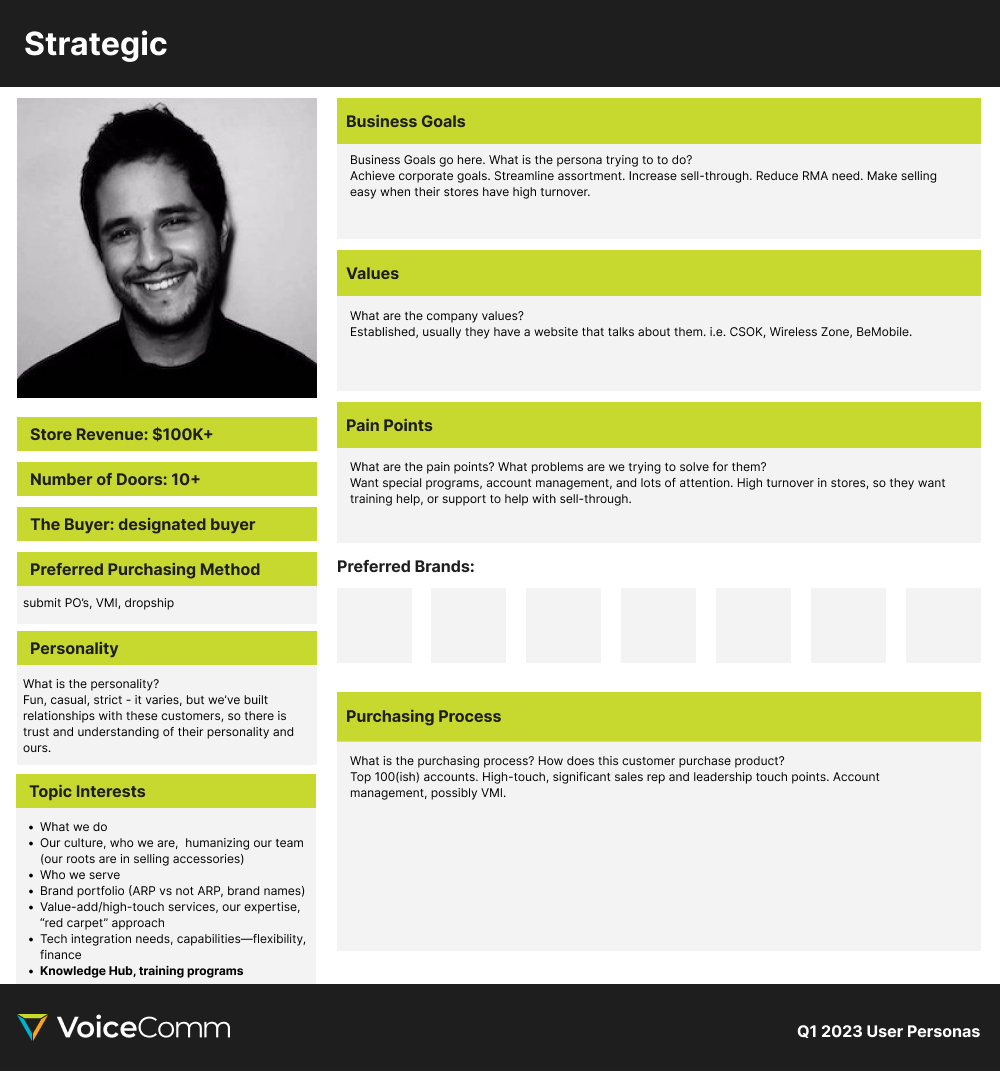 Strategic
Store Revenue: $100K+
Number of Doors: 10+
The Buyer: designated buyer
Preferred Purchasing Method
submit PO’s, VMI, dropship
Personality
What is the personality?
Fun, casual, strict - it varies, but we’ve built
relationships with these customers, so there is
trust and understanding of their personality and
ours.
Topic Interests
• What we do
• Our culture, who we are,  humanizing our team
(our roots are in selling accessories)
• Who we serve
• Brand portfolio (ARP vs not ARP, brand names)
• Value-add/high-touch services, our expertise,
“red carpet” approach
• Tech integration needs, capabilities—flexibility,
finance
• Knowledge Hub, training programs
Business Goals
Business Goals go here. What is the persona trying to to do?
Achieve corporate goals. Streamline assortment. Increase sell-through. Reduce RMA need. Make selling
easy when their stores have high turnover.
Values
What are the company values?
Established, usually they have a website that talks about them. i.e. CSOK, Wireless Zone, BeMobile.
Pain Points
What are the pain points? What problems are we trying to solve for them?
Want special programs, account management, and lots of attention. High turnover in stores, so they want
training help, or support to help with sell-through.
Preferred Brands:
Purchasing Process
What is the purchasing process? How does this customer purchase product?
Top 100(ish) accounts. High-touch, significant sales rep and leadership touch points. Account
management, possibly VMI.
VoiceComm
Q1 2023 User Personas